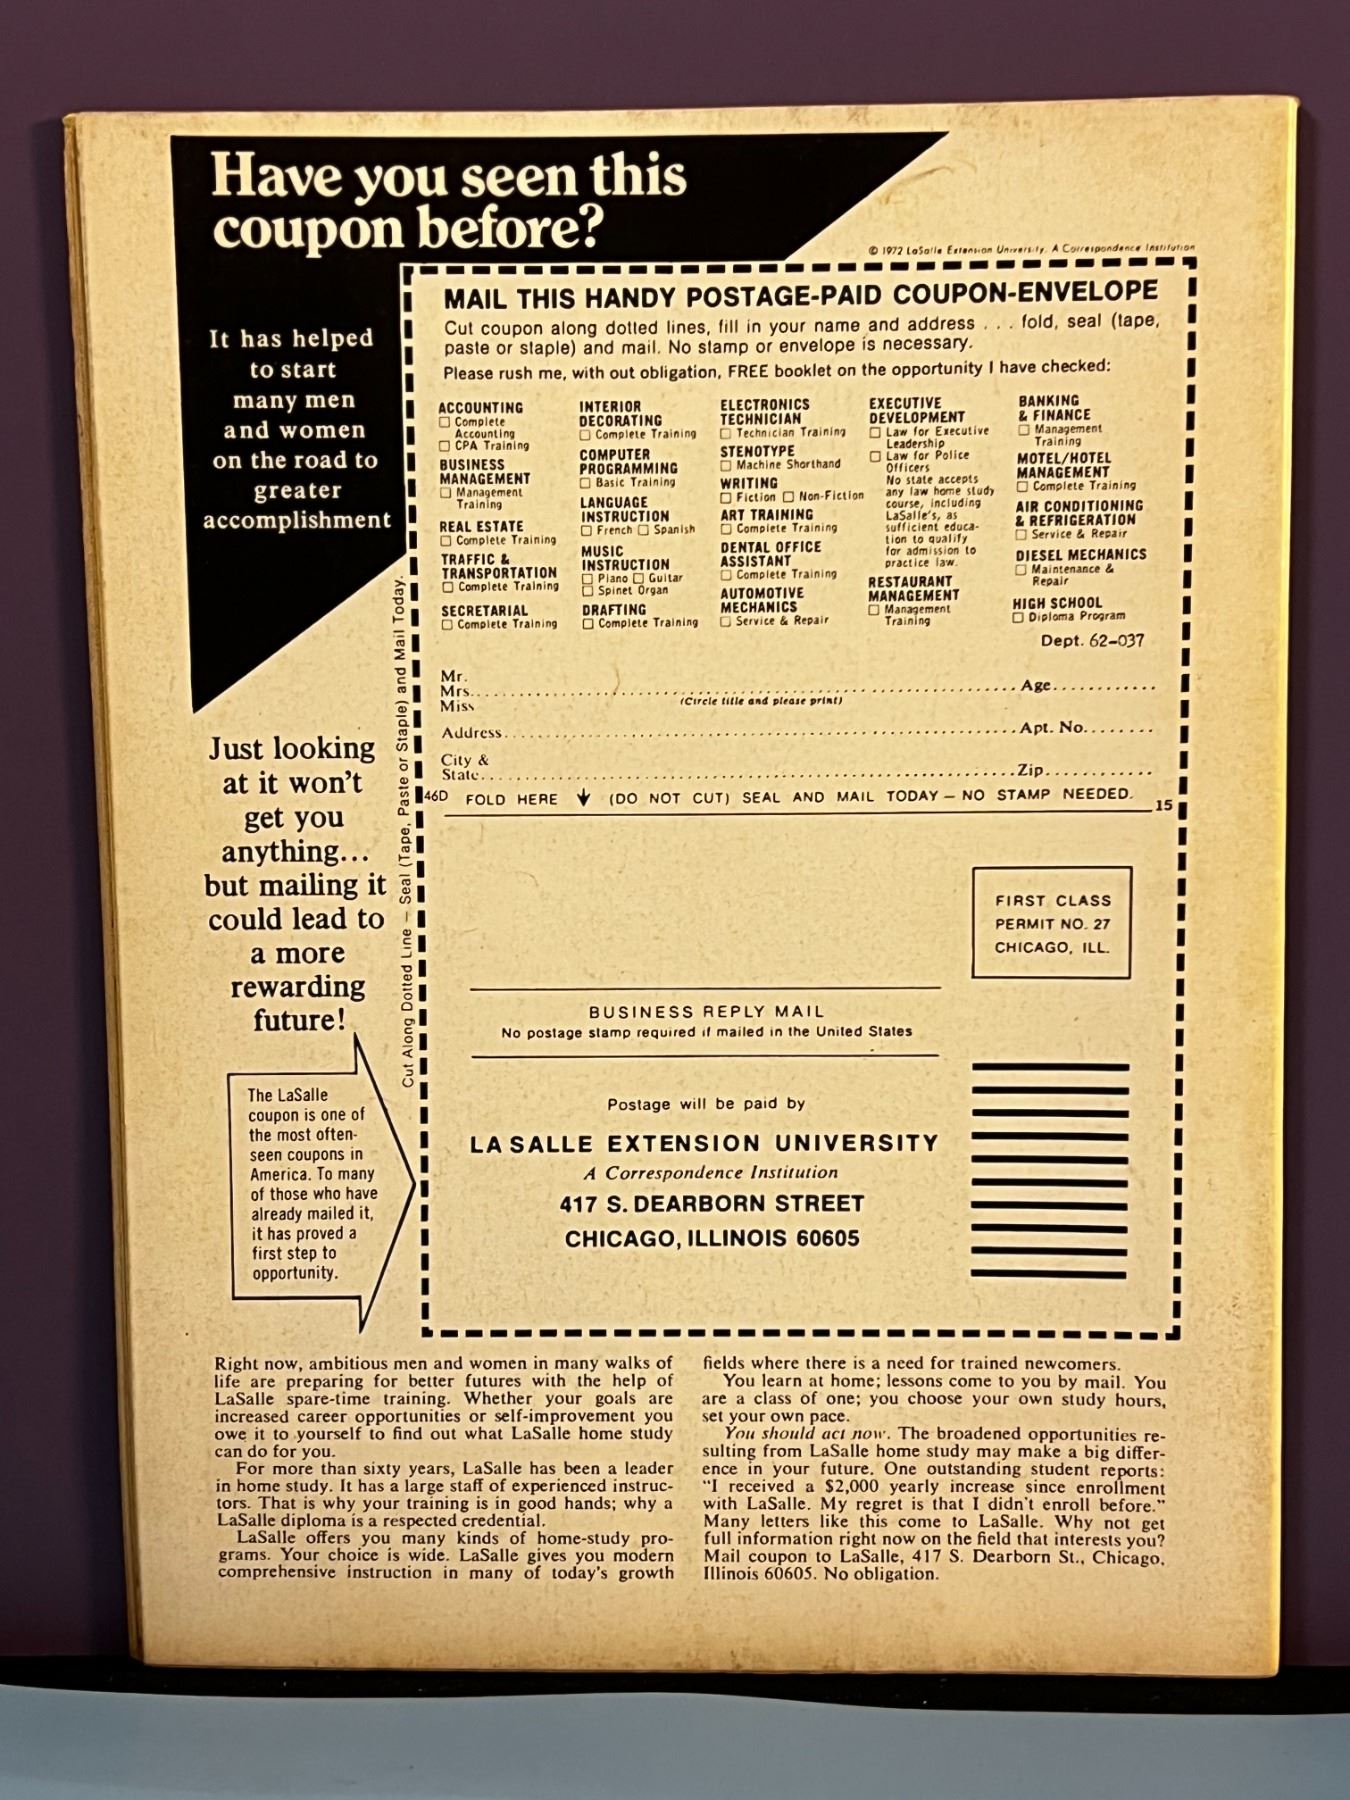 Have you seen this
coupon before?
© 1972 LaSalle Extension University. A Correspondence Institution
It has helped
to start
many men
and women
on the road to
greater
accomplishment
MAIL THIS HANDY POSTAGE-PAID COUPON-ENVELOPE
Cut coupon along dotted lines, fill in your name and address . . . fold, seal (tape,
paste or staple) and mail. No stamp or envelope is necessary.
Please rush me, with out obligation, FREE booklet on the opportunity I have checked:
ACCOUNTING
☐ Complete
Accounting
☐ CPA Training
BUSINESS
MANAGEMENT
☐ Management
Training
REAL ESTATE
☐ Complete Training
TRAFFIC &
TRANSPORTATION
☐ Complete Training
SECRETARIAL
☐ Complete Training
INTERIOR
DECORATING
☐ Complete Training
COMPUTER
PROGRAMMING
☐ Basic Training
LANGUAGE
INSTRUCTION
☐ French ☐ Spanish
MUSIC
INSTRUCTION
☐ Piano ☐ Guitar
☐ Spinet Organ
DRAFTING
☐ Complete Training
ELECTRONICS
TECHNICIAN
☐ Technician Training
STENOTYPE
☐ Machine Shorthand
WRITING
☐ Fiction ☐ Non-Fiction
ART TRAINING
☐ Complete Training
DENTAL OFFICE
ASSISTANT
☐ Complete Training
AUTOMOTIVE
MECHANICS
☐ Service & Repair
EXECUTIVE
DEVELOPMENT
☐ Law for Executive
Leadership
☐ Law for Police
Officers
No state accepts
any law home study
course, including
LaSalle's, as
sufficient educa-
tion to qualify
for admission to
practice law.
RESTAURANT
MANAGEMENT
☐ Management
Training
BANKING
& FINANCE
☐ Management
Training
MOTEL/HOTEL
MANAGEMENT
☐ Complete Training
AIR CONDITIONING
& REFRIGERATION
☐ Service & Repair
DIESEL MECHANICS
☐ Maintenance &
Repair
HIGH SCHOOL
☐ Diploma Program
Dept. 62-037
Mr.
Mrs. Age
Miss
(Circle title and please print)
Address Apt. No.
City &
State Zip
46D FOLD HERE ↓ (DO NOT CUT) SEAL AND MAIL TODAY — NO STAMP NEEDED. 15
Cut Along Dotted Line — Seal (Tape, Paste or Staple) and Mail Today.
Just looking
at it won't
get you
anything...
but mailing it
could lead to
a more
rewarding
future!
The LaSalle
coupon is one of
the most often-
seen coupons in
America. To many
of those who have
already mailed it,
it has proved a
first step to
opportunity.
FIRST CLASS
PERMIT NO. 27
CHICAGO, ILL.
BUSINESS REPLY MAIL
No postage stamp required if mailed in the United States
Postage will be paid by
LA SALLE EXTENSION UNIVERSITY
A Correspondence Institution
417 S. DEARBORN STREET
CHICAGO, ILLINOIS 60605
Right now, ambitious men and women in many walks of
life are preparing for better futures with the help of
LaSalle spare-time training. Whether your goals are
increased career opportunities or self-improvement you
owe it to yourself to find out what LaSalle home study
can do for you.
For more than sixty years, LaSalle has been a leader
in home study. It has a large staff of experienced instruc-
tors. That is why your training is in good hands; why a
LaSalle diploma is a respected credential.
LaSalle offers you many kinds of home-study pro-
grams. Your choice is wide. LaSalle gives you modern
comprehensive instruction in many of today's growth
fields where there is a need for trained newcomers.
You learn at home; lessons come to you by mail. You
are a class of one; you choose your own study hours,
set your own pace.
You should act now. The broadened opportunities re-
sulting from LaSalle home study may make a big differ-
ence in your future. One outstanding student reports:
"I received a $2,000 yearly increase since enrollment
with LaSalle. My regret is that I didn't enroll before."
Many letters like this come to LaSalle. Why not get
full information right now on the field that interests you?
Mail coupon to LaSalle, 417 S. Dearborn St., Chicago,
Illinois 60605. No obligation.